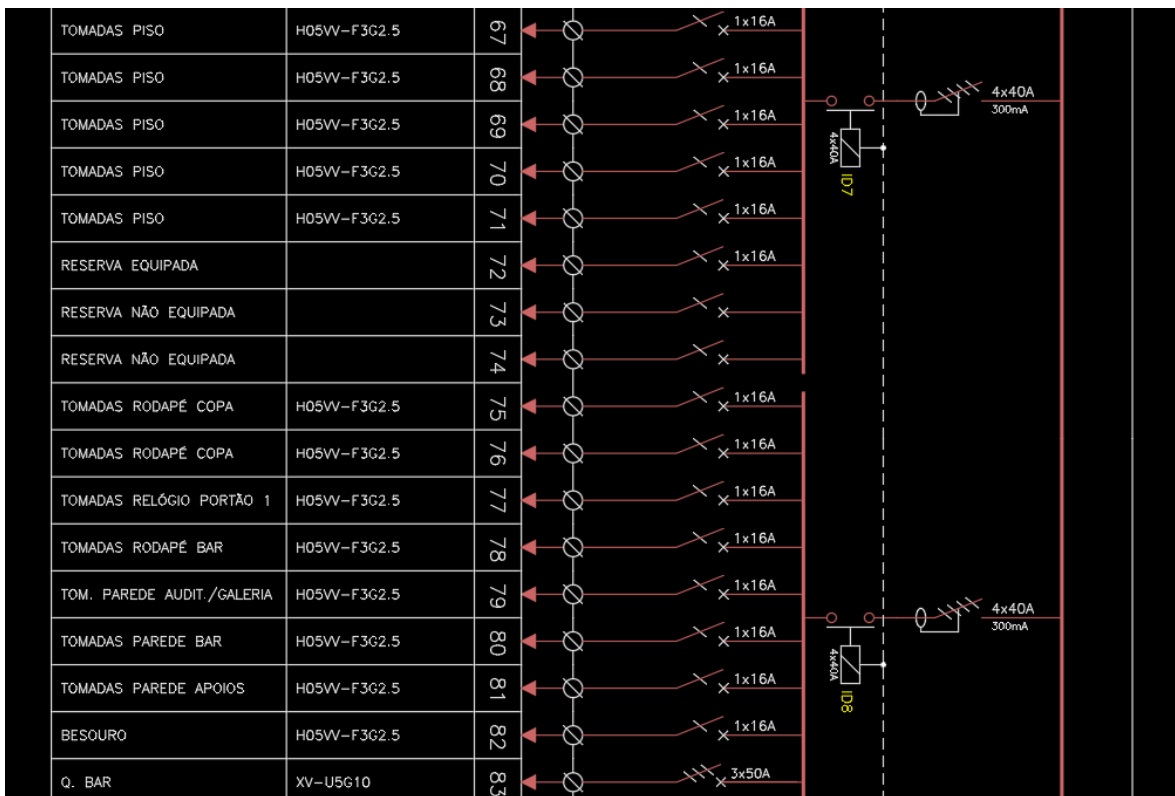 TOMADAS PISO H05VV-F3G2.5 67 1x16A
TOMADAS PISO H05VV-F3G2.5 68 1x16A
4x40A
300mA
TOMADAS PISO H05VV-F3G2.5 69 1x16A
4x40A
ID7
TOMADAS PISO H05VV-F3G2.5 70 1x16A
TOMADAS PISO H05VV-F3G2.5 71 1x16A
RESERVA EQUIPADA 72 1x16A
RESERVA NÃO EQUIPADA 73
RESERVA NÃO EQUIPADA 74
TOMADAS RODAPÉ COPA H05VV-F3G2.5 75 1x16A
TOMADAS RODAPÉ COPA H05VV-F3G2.5 76 1x16A
TOMADAS RELÓGIO PORTÃO 1 H05VV-F3G2.5 77 1x16A
TOMADAS RODAPÉ BAR H05VV-F3G2.5 78 1x16A
TOM. PAREDE AUDIT./GALERIA H05VV-F3G2.5 79 1x16A
4x40A
300mA
TOMADAS PAREDE BAR H05VV-F3G2.5 80 1x16A
4x40A
ID8
TOMADAS PAREDE APOIOS H05VV-F3G2.5 81 1x16A
BESOURO H05VV-F3G2.5 82 1x16A
Q. BAR XV-U5G10 83 3x50A